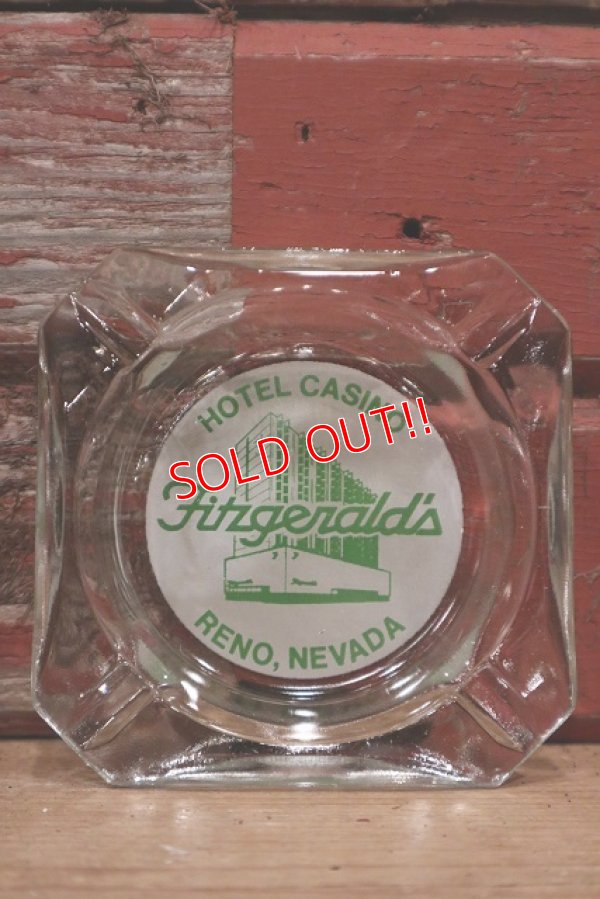 HOTEL CASINO
SOLD OUT!!
Fitzgerald's
RENO, NEVADA